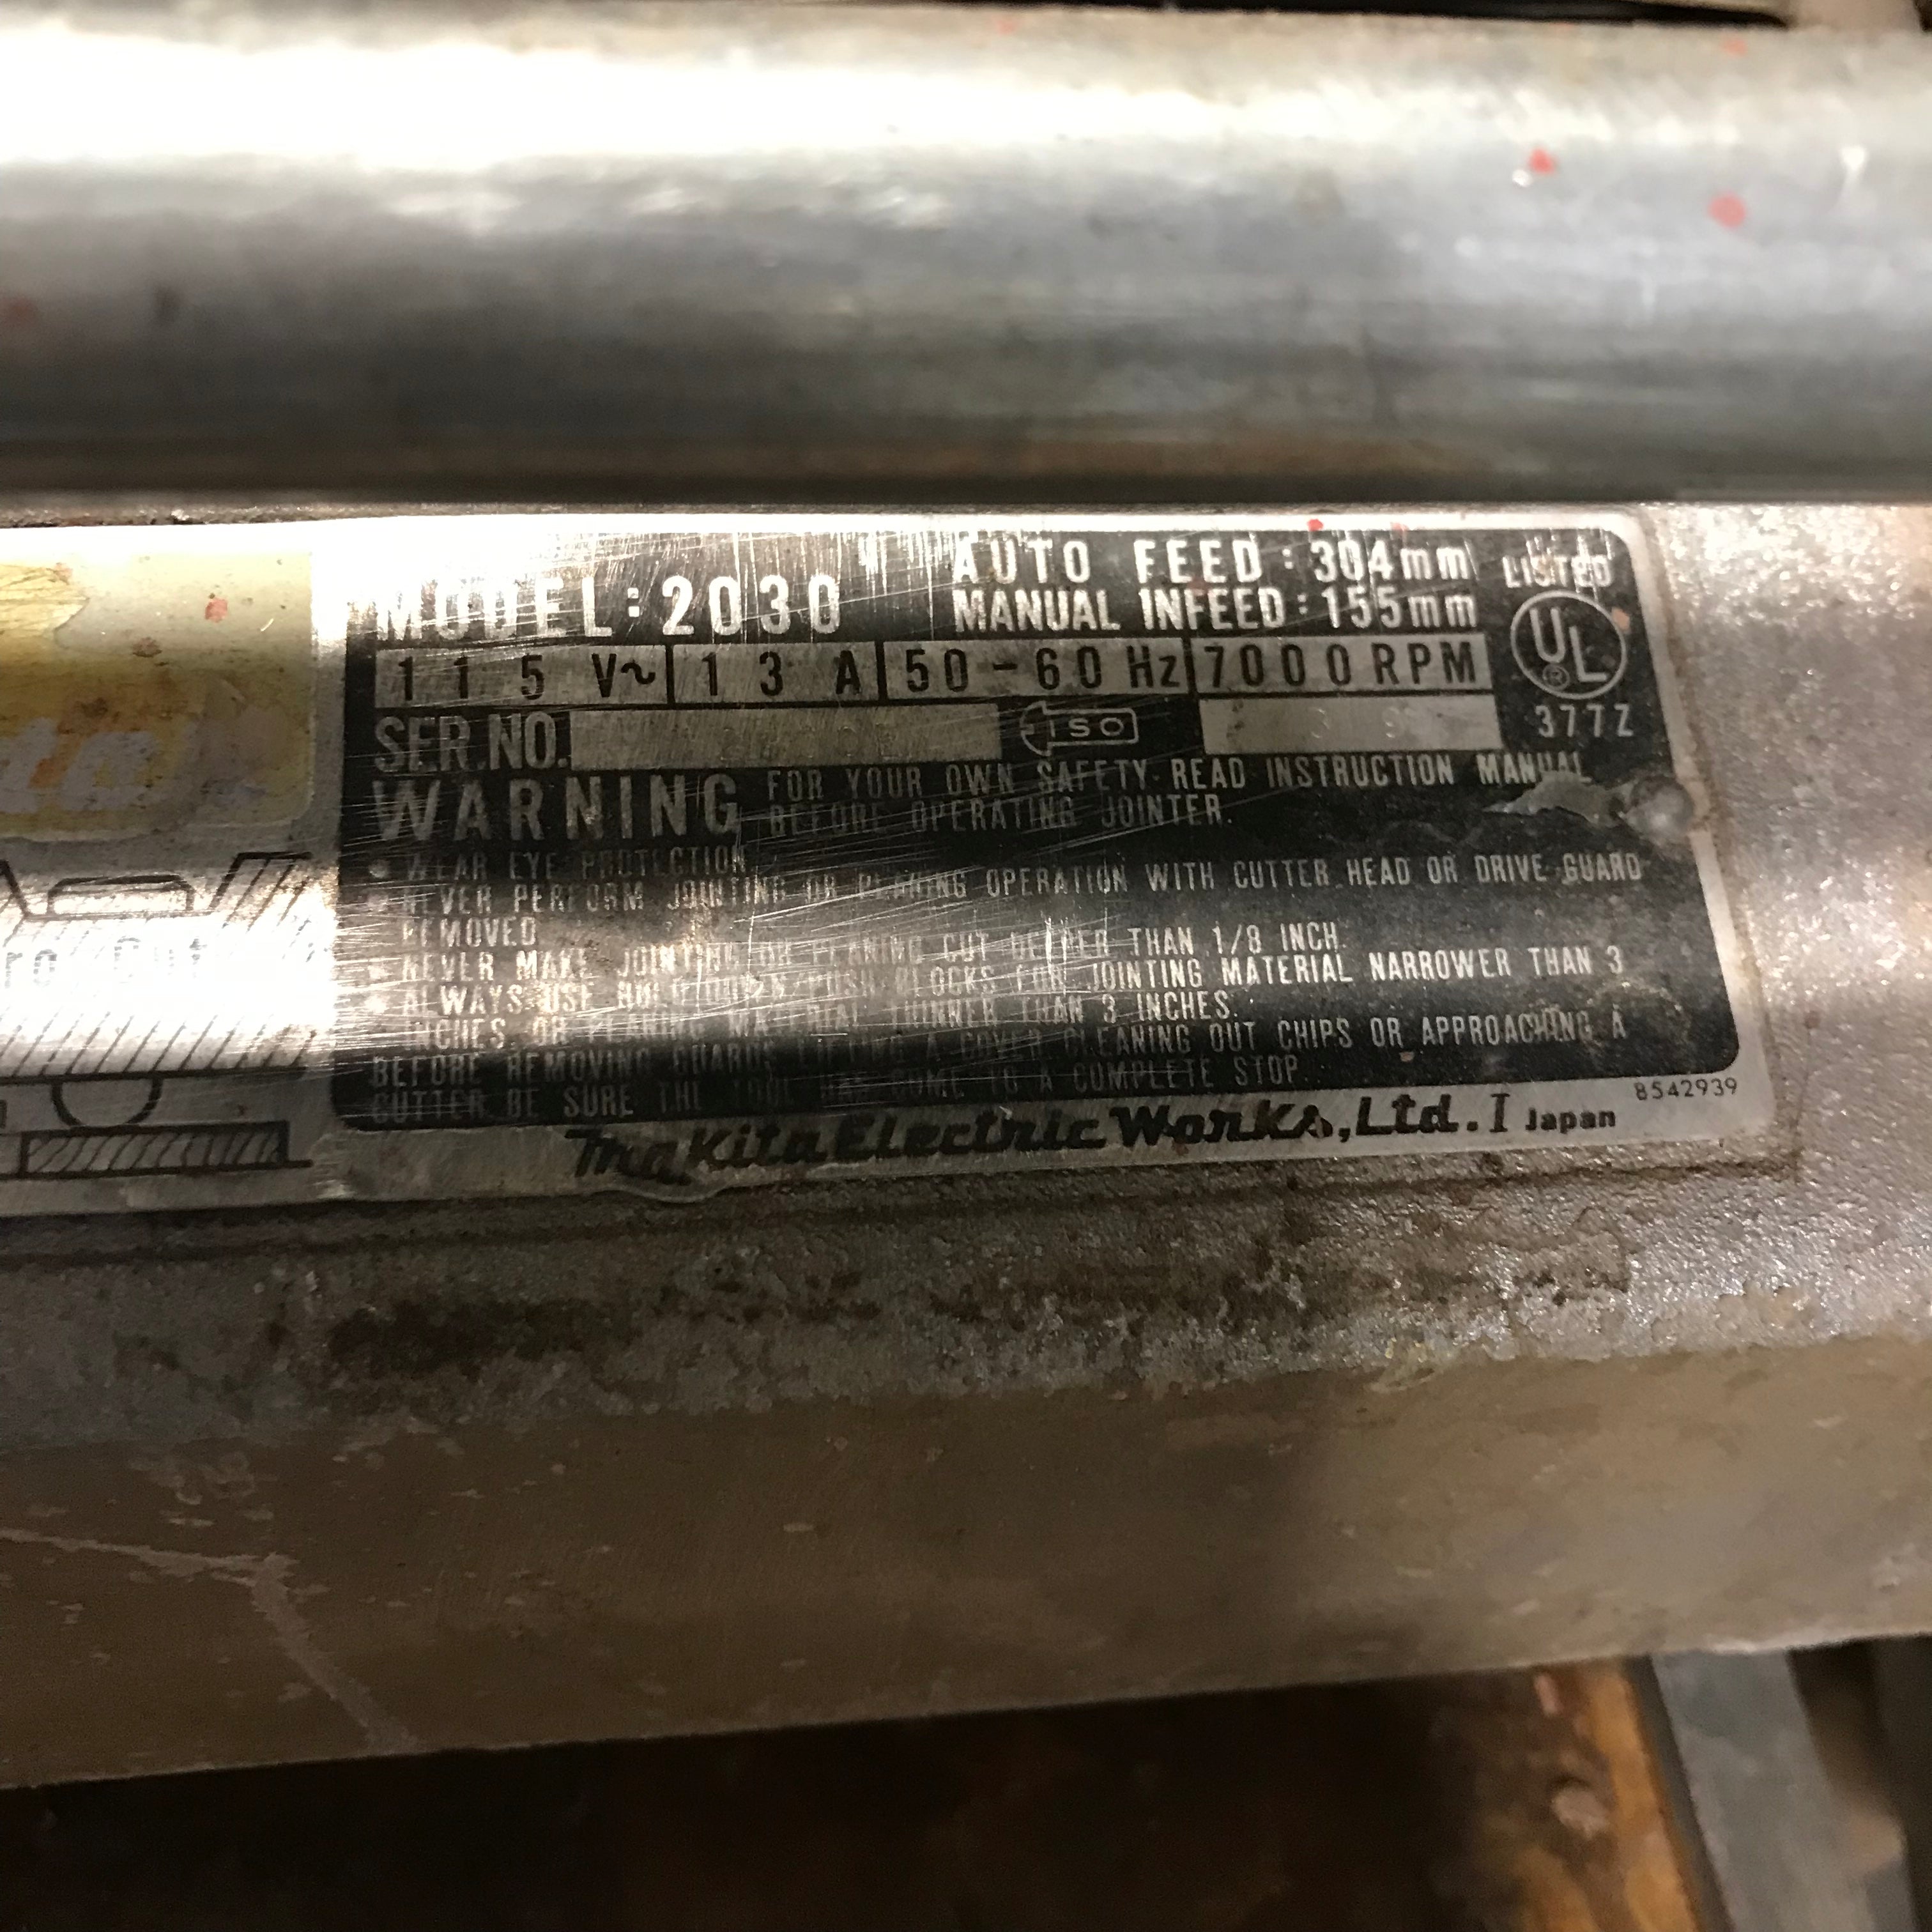 MODEL:2030
AUTO FEED:304mm
MANUAL INFEED:155mm
LISTED
UL
®
377Z
115 V~ 13 A 50-60 Hz 7000RPM
SER.NO.
ISO
WARNING FOR YOUR OWN SAFETY READ INSTRUCTION MANUAL
BEFORE OPERATING JOINTER.
• WEAR EYE PROTECTION
• NEVER PERFORM JOINTING OR PLANING OPERATION WITH CUTTER HEAD OR DRIVE GUARD
REMOVED
• NEVER MAKE JOINTING OR PLANING CUT DEEPER THAN 1/8 INCH.
• ALWAYS USE HOLD DOWN/PUSH BLOCKS FOR JOINTING MATERIAL NARROWER THAN 3
INCHES OR PLANING MATERIAL THINNER THAN 3 INCHES.
BEFORE REMOVING GUARDS LIFTING A COVER CLEANING OUT CHIPS OR APPROACHING A
CUTTER BE SURE THE TOOL HAS COME TO A COMPLETE STOP
8542939
Makita Electric Works,Ltd. I Japan
Cut